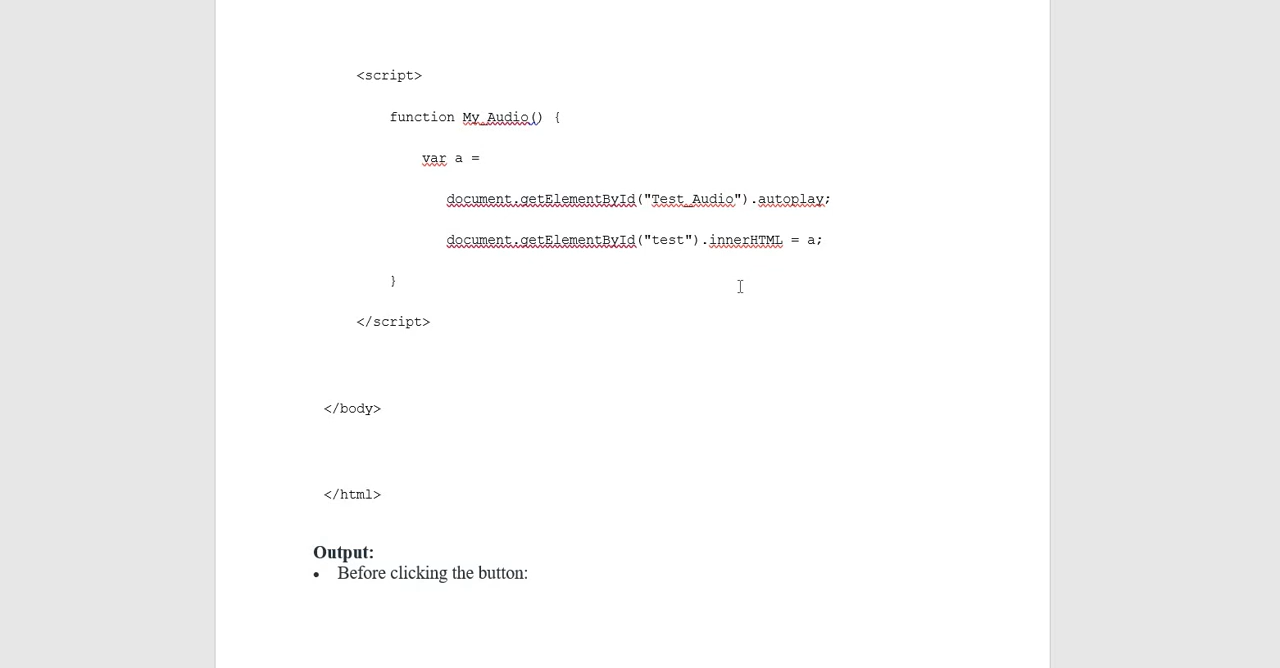 <script>
function My_Audio() {
var a =
document.getElementById("Test_Audio").autoplay;
document.getElementById("test").innerHTML = a;
}
</script>
</body>
</html>
Output:
• Before clicking the button: